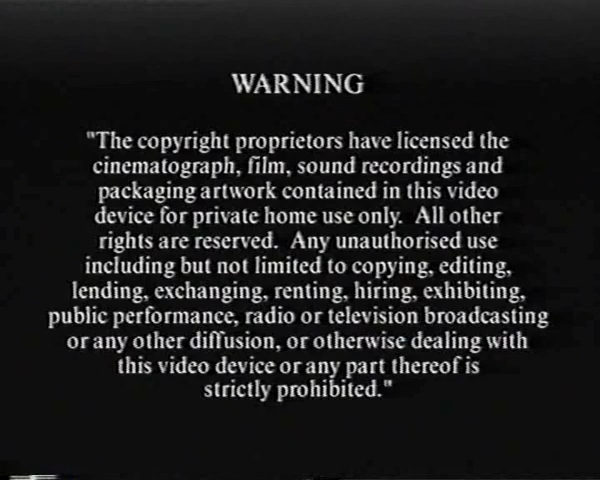 WARNING
"The copyright proprietors have licensed the
cinematograph, film, sound recordings and
packaging artwork contained in this video
device for private home use only.  All other
rights are reserved.  Any unauthorised use
including but not limited to copying, editing,
lending, exchanging, renting, hiring, exhibiting,
public performance, radio or television broadcasting
or any other diffusion, or otherwise dealing with
this video device or any part thereof is
strictly prohibited."